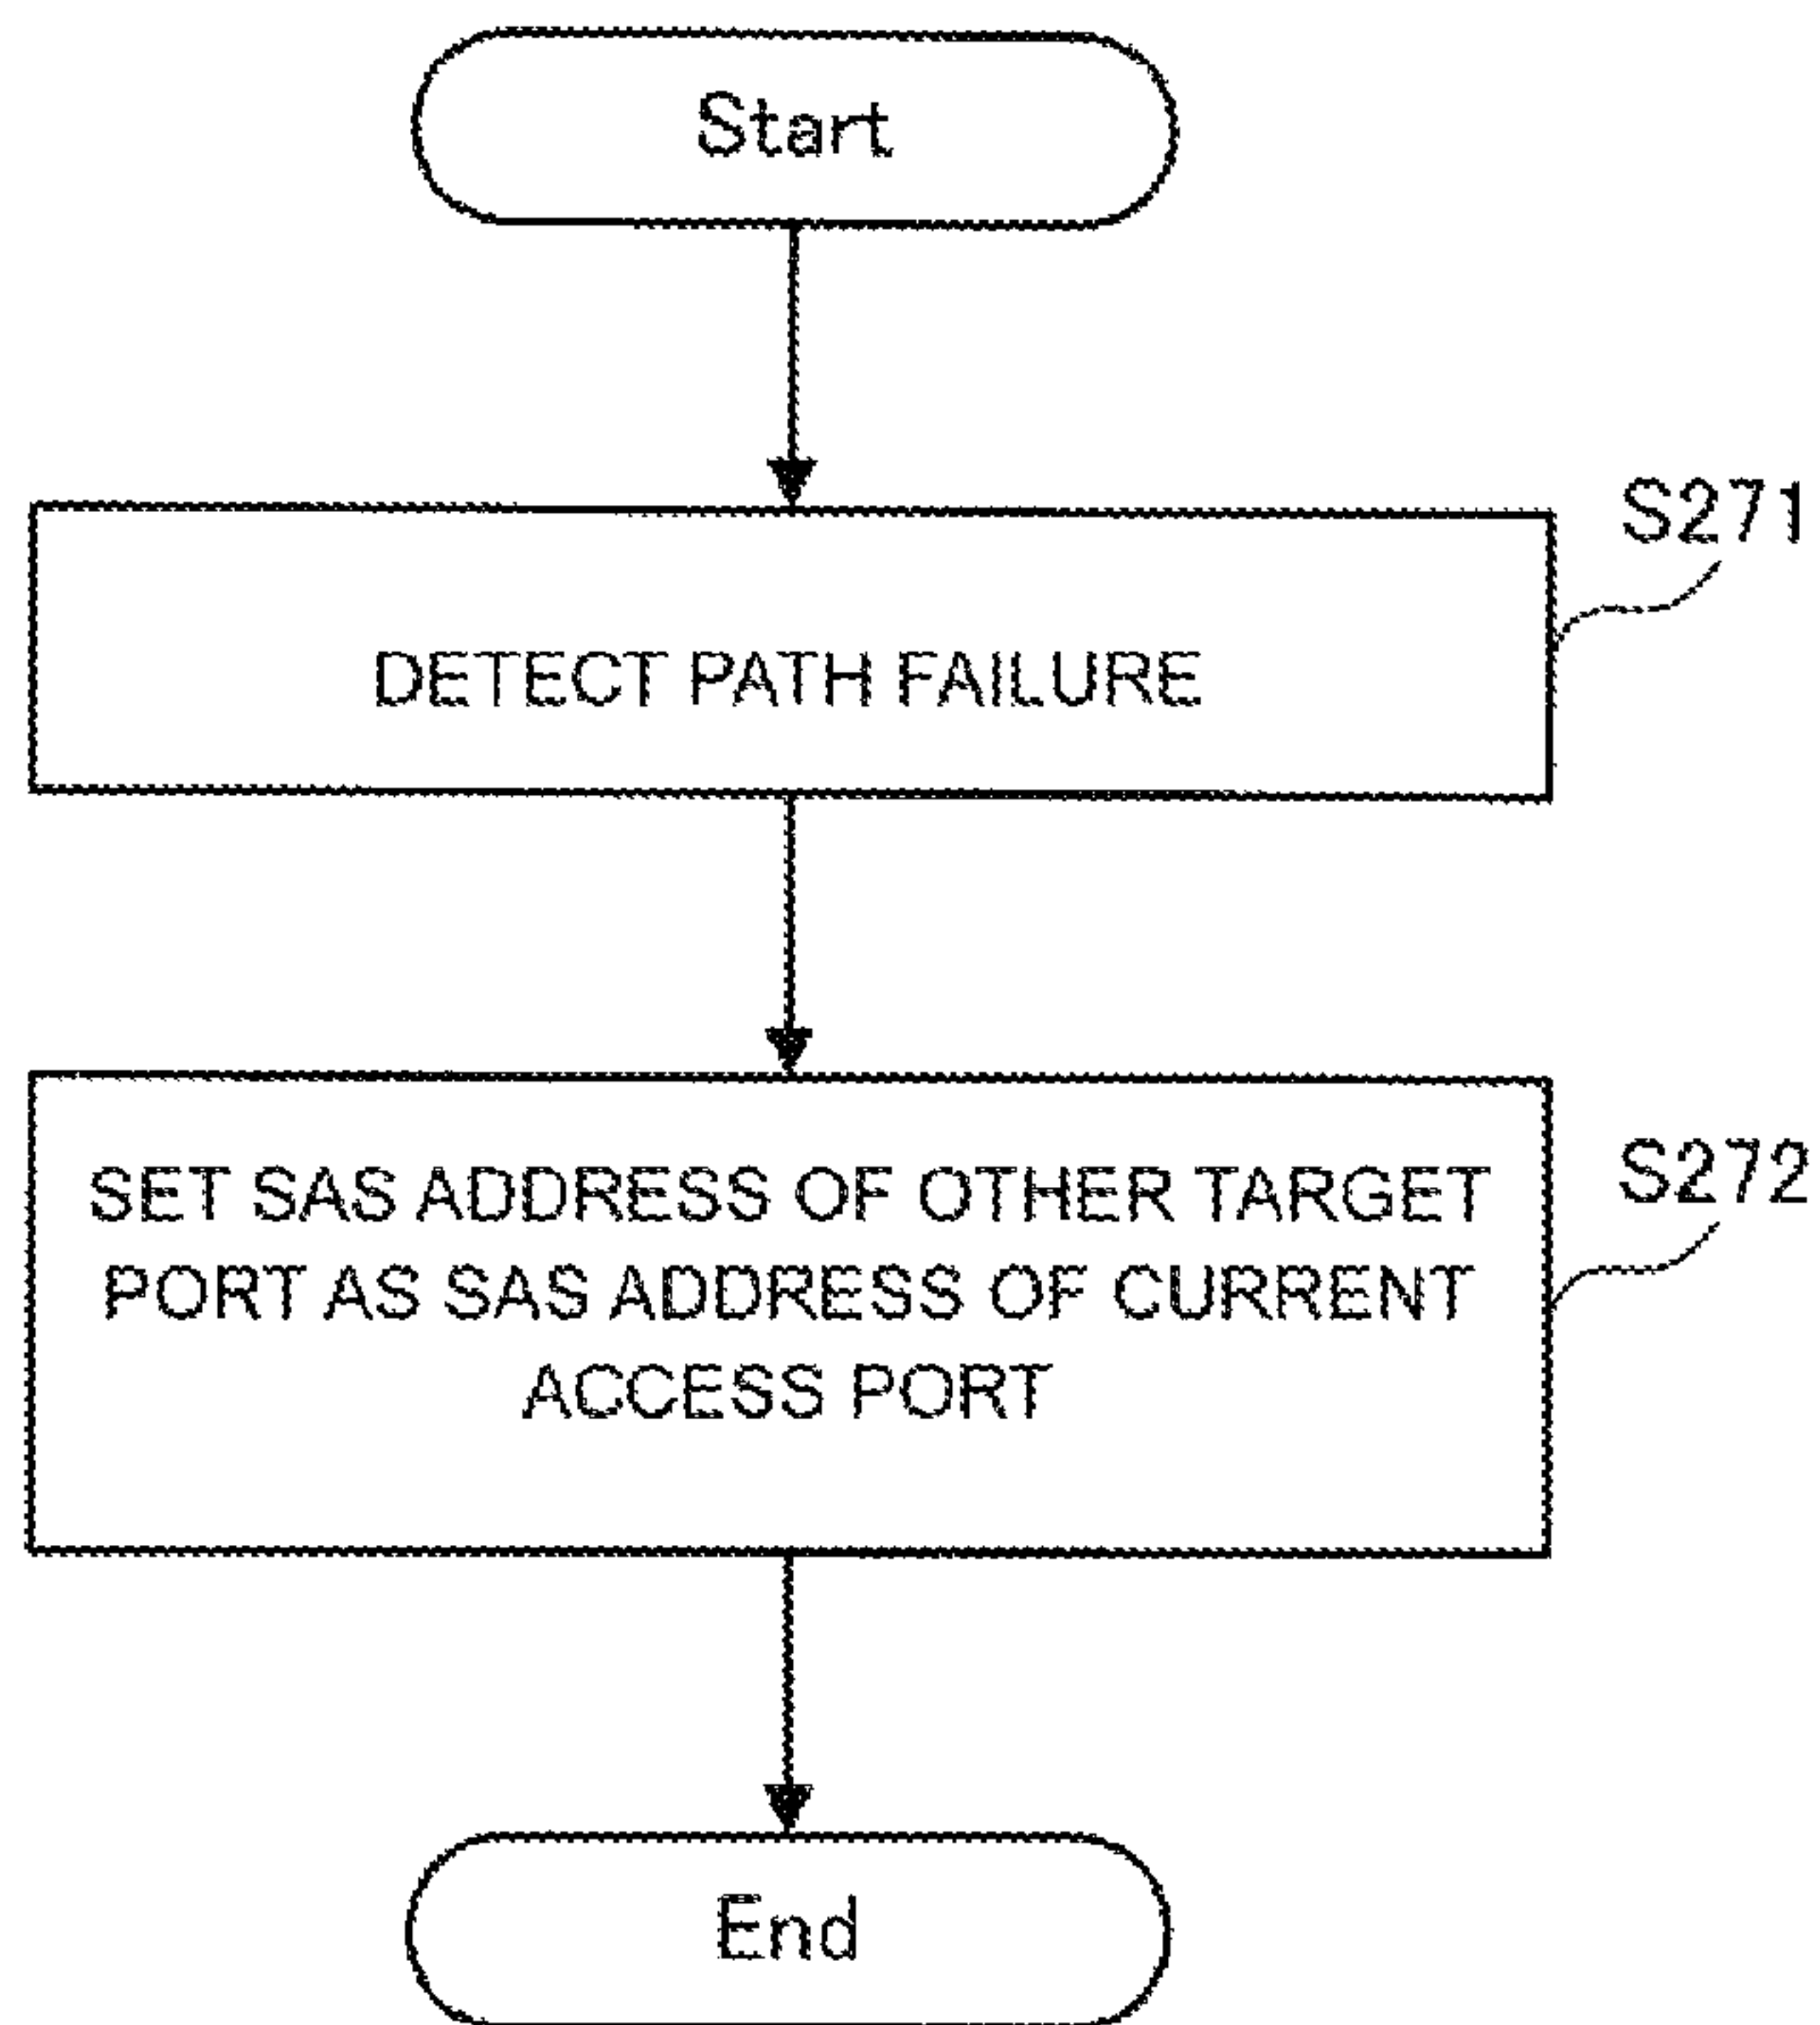 Start
S271
DETECT PATH FAILURE
S272
SET SAS ADDRESS OF OTHER TARGET
PORT AS SAS ADDRESS OF CURRENT
ACCESS PORT
End